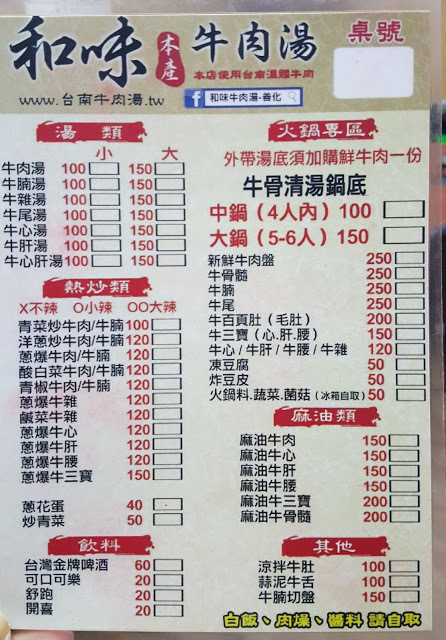 和味 本產 牛肉湯 桌號
本店使用台南溫體牛肉
www.台南牛肉湯.tw 和味牛肉湯-善化
湯 類
小 大
牛肉湯 100 150
牛腩湯 100 150
牛雜湯 100 150
牛尾湯 100 150
牛心湯 100 150
牛肝湯 100 150
牛心肝湯 100 150
熱炒類
X不辣 O小辣 OO大辣
青菜炒牛肉/牛腩 100
洋蔥炒牛肉/牛腩 120
蔥爆牛肉/牛腩 120
酸白菜牛肉/牛腩 120
青椒牛肉/牛腩 120
蔥爆牛雜 120
鹹菜牛雜 120
蔥爆牛心 120
蔥爆牛肝 120
蔥爆牛腰 120
蔥爆牛三寶 150
蔥花蛋 40
炒青菜 50
飲料
台灣金牌啤酒 60
可口可樂 20
舒跑 20
開喜 20
火鍋専區
外帶湯底須加購鮮牛肉一份
牛骨清湯鍋底
中鍋（4人內）100
大鍋（5-6人）150
新鮮牛肉盤 250
牛骨髓 250
牛腩 250
牛尾 250
牛百頁肚（毛肚） 200
牛三寶（心.肝.腰） 150
牛心/牛肝/牛腰/牛雜 120
凍豆腐 50
炸豆皮 50
火鍋料.蔬菜.菌菇（冰箱自取） 50
麻油類
麻油牛肉 150
麻油牛心 150
麻油牛肝 150
麻油牛腰 150
麻油牛三寶 200
麻油牛骨髓 200
其他
涼拌牛肚 100
蒜泥牛舌 100
牛腩切盤 150
白飯、肉燥、醬料 請自取